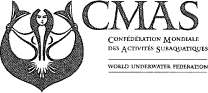 CMAS
CONFÉDÉRATION MONDIALE
DES ACTIVITÉS SUBAQUATIQUES
WORLD UNDERWATER FEDERATION